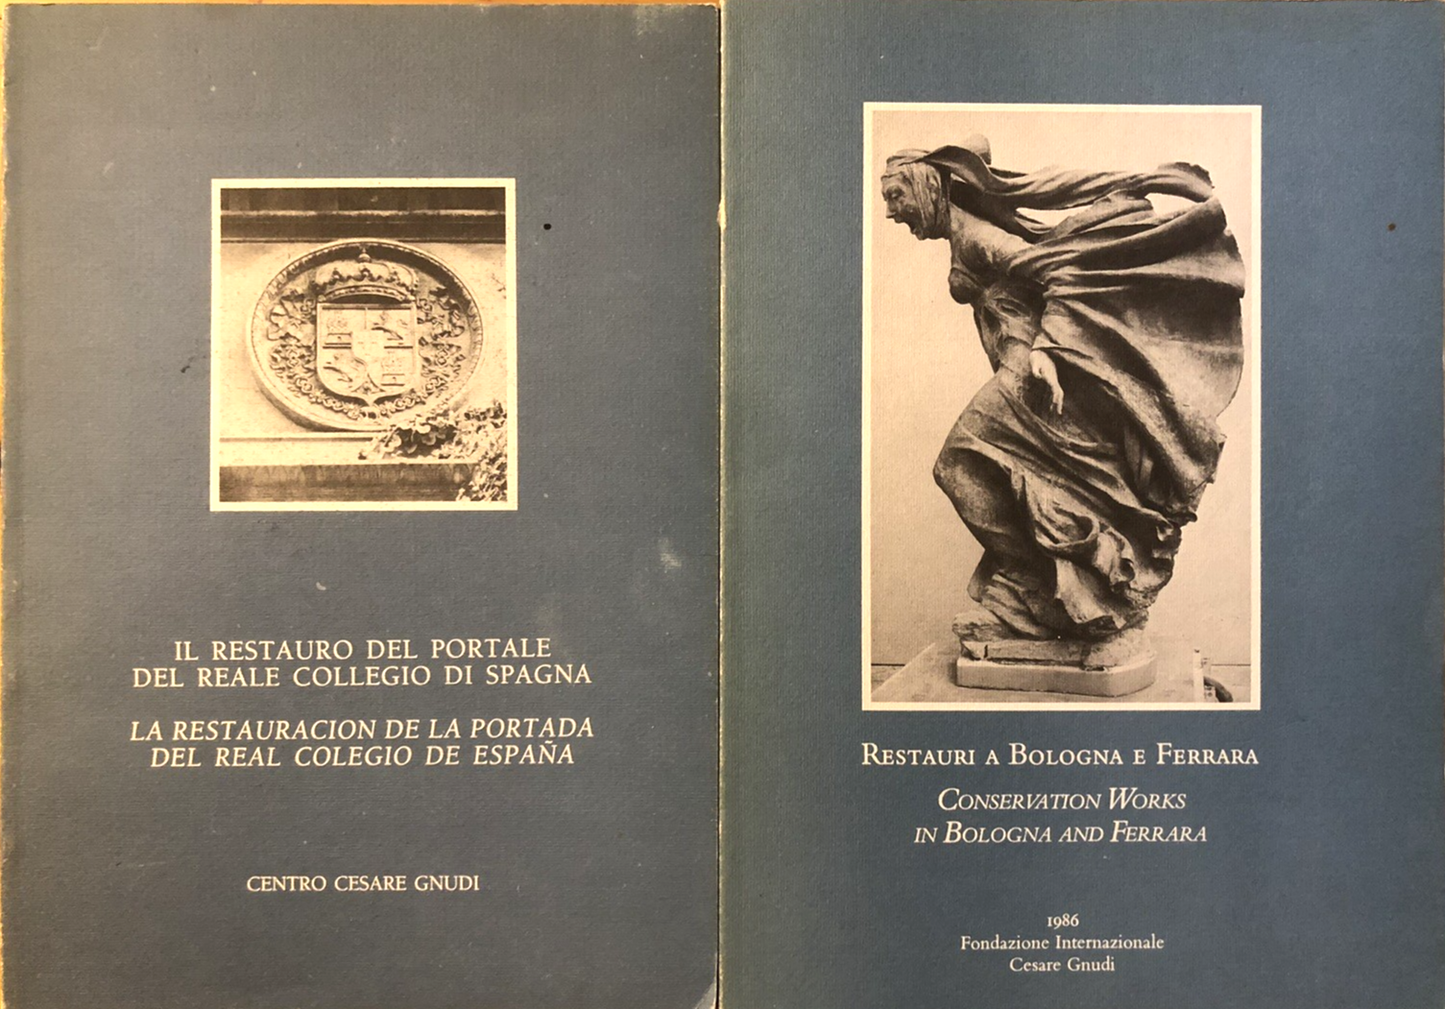 IL RESTAURO DEL PORTALE
DEL REALE COLLEGIO DI SPAGNA
LA RESTAURACION DE LA PORTADA
DEL REAL COLEGIO DE ESPAÑA
CENTRO CESARE GNUDI
RESTAURI A BOLOGNA E FERRARA
CONSERVATION WORKS
IN BOLOGNA AND FERRARA
1986
Fondazione Internazionale
Cesare Gnudi